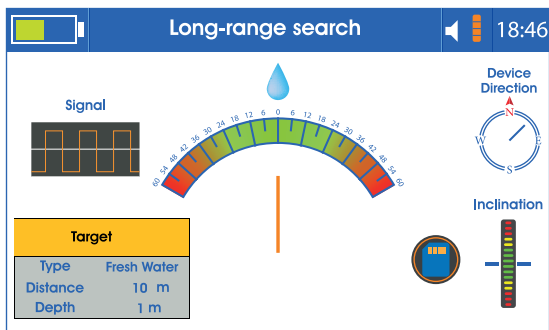 Long-range search
18:46
Signal
60 54 48 42 36 30 24 18 12 6 0 6 12 18 24 30 36 42 48 54 60
Device
Direction
N
W
E
S
Inclination
Target
Type Fresh Water
Distance 10 m
Depth 1 m